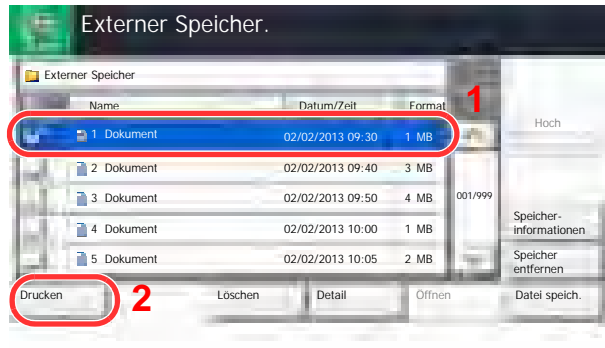 Externer Speicher.
Externer Speicher
Name Datum/Zeit Format
1
1 Dokument 02/02/2013 09:30 1 MB
Hoch
2 Dokument 02/02/2013 09:40 3 MB
3 Dokument 02/02/2013 09:50 4 MB
001/999
4 Dokument 02/02/2013 10:00 1 MB
Speicher-
informationen
5 Dokument 02/02/2013 10:05 2 MB
Speicher
entfernen
Drucken
2
Löschen
Detail
Öffnen
Datei speich.